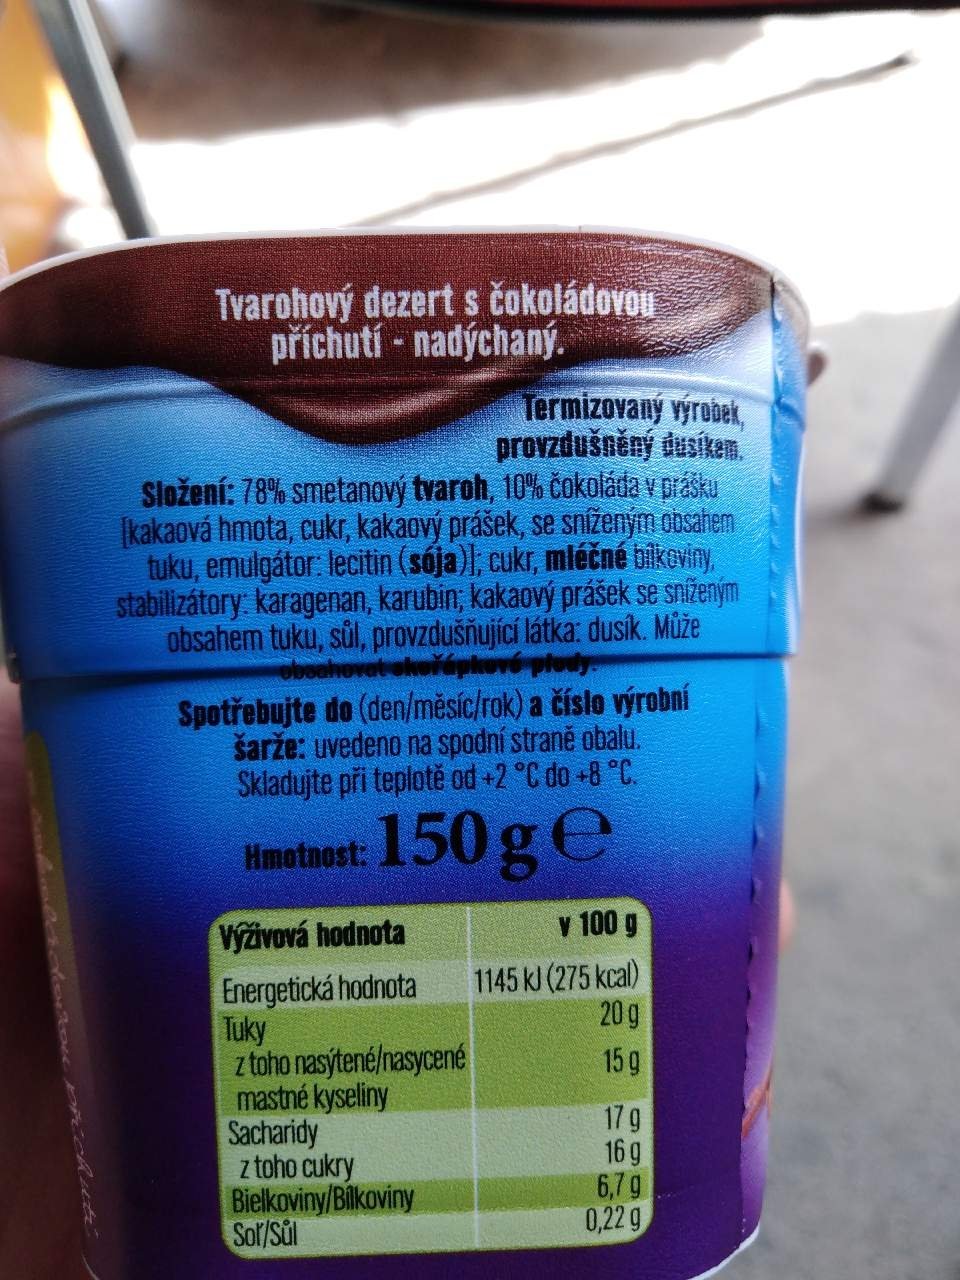 Tvarohový dezert s čokoládovou
příchutí - nadýchaný.
Termizovaný výrobek,
provzdušněný dusíkem.
Složení: 78% smetanový tvaroh, 10% čokoláda v prášku
[kakaová hmota, cukr, kakaový prášek, se sníženým obsahem
tuku, emulgátor: lecitin (sója)]; cukr, mléčné bílkoviny,
stabilizátory: karagenan, karubin; kakaový prášek se sníženým
obsahem tuku, sůl, provzdušňující látka: dusík. Může
obsahovat skořápkové plody.
Spotřebujte do (den/měsíc/rok) a číslo výrobní
šarže: uvedeno na spodní straně obalu.
Skladujte při teplotě od +2 °C do +8 °C.
Hmotnost: 150 g e
Výživová hodnota v 100 g
Energetická hodnota 1145 kJ (275 kcal)
Tuky 20 g
z toho nasýtené/nasycené 15 g
mastné kyseliny
Sacharidy 17 g
z toho cukry 16 g
Bielkoviny/Bílkoviny 6,7 g
Soľ/Sůl 0,22 g